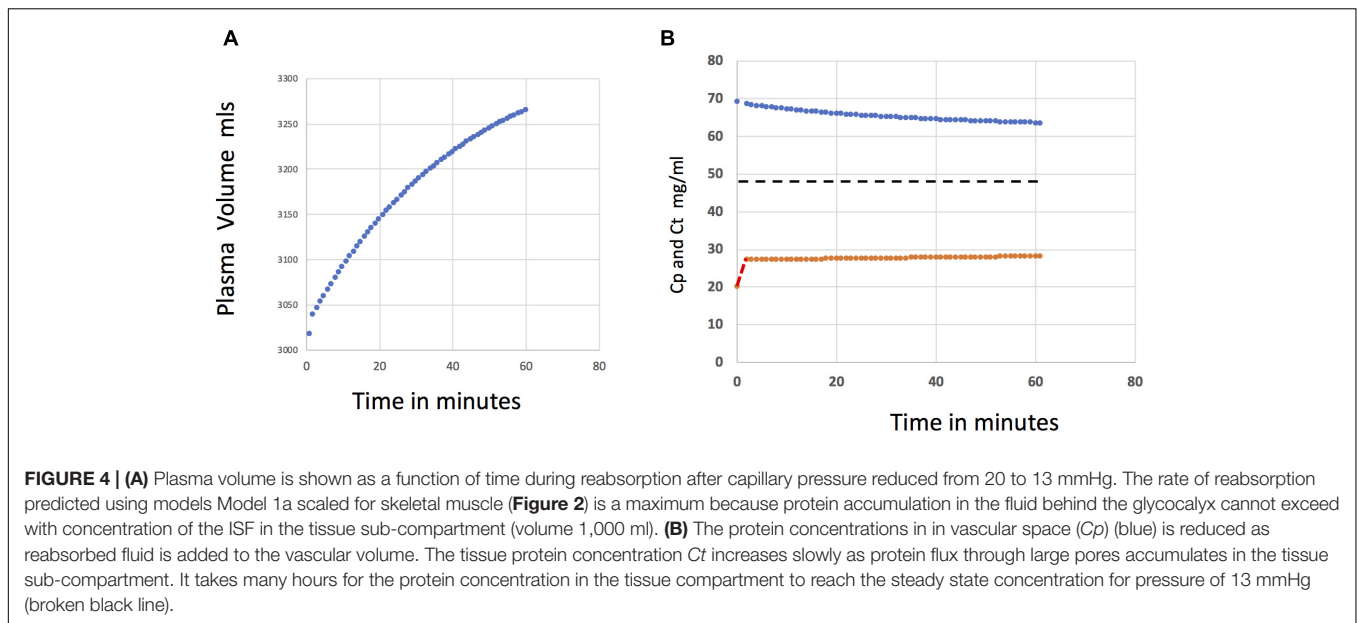 A
3300
3250
3200
3150
3100
3050
3000
Plasma Volume mls
0 20 40 60 80
Time in minutes
B
80
70
60
50
40
30
20
10
0
Cp and Ct mg/ml
0 20 40 60 80
Time in minutes
FIGURE 4 | (A) Plasma volume is shown as a function of time during reabsorption after capillary pressure reduced from 20 to 13 mmHg. The rate of reabsorption
predicted using models Model 1a scaled for skeletal muscle (Figure 2) is a maximum because protein accumulation in the fluid behind the glycocalyx cannot exceed
with concentration of the ISF in the tissue sub-compartment (volume 1,000 ml). (B) The protein concentrations in in vascular space (Cp) (blue) is reduced as
reabsorbed fluid is added to the vascular volume. The tissue protein concentration Ct increases slowly as protein flux through large pores accumulates in the tissue
sub-compartment. It takes many hours for the protein concentration in the tissue compartment to reach the steady state concentration for pressure of 13 mmHg
(broken black line).